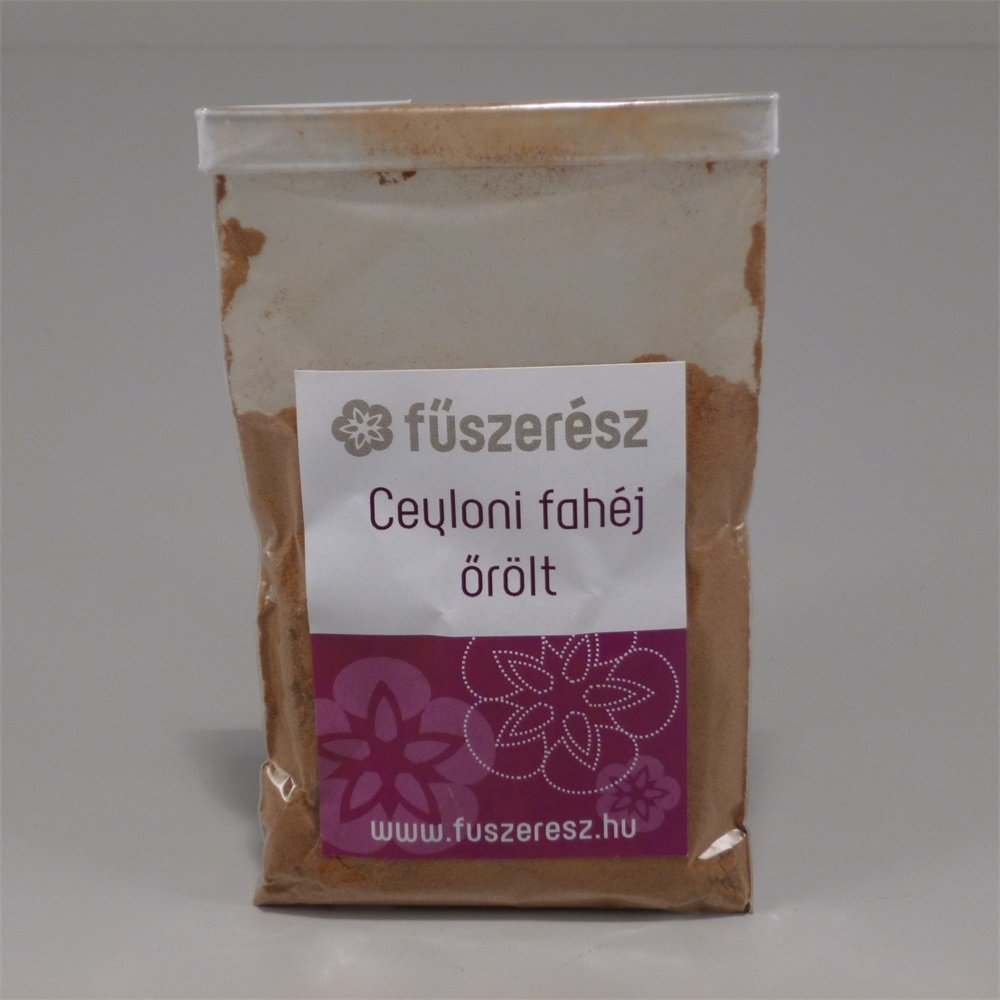 fűszerész
Ceyloni fahéj
őrölt
www.fuszeresz.hu